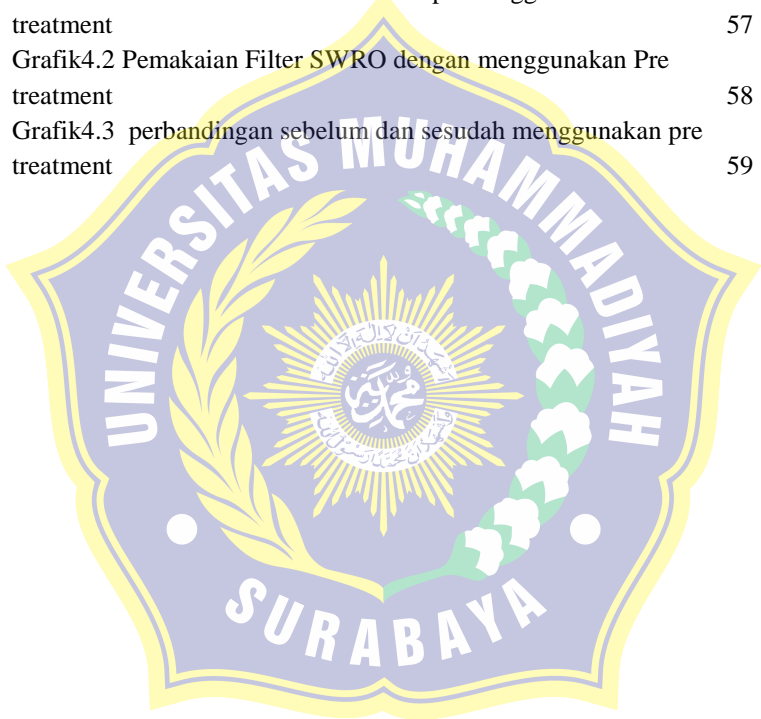 treatment 57
Grafik4.2 Pemakaian Filter SWRO dengan menggunakan Pre
treatment 58
Grafik4.3 perbandingan sebelum dan sesudah menggunakan pre
treatment 59
UNIVERSITAS MUHAMMADIYAH
SURABAYA